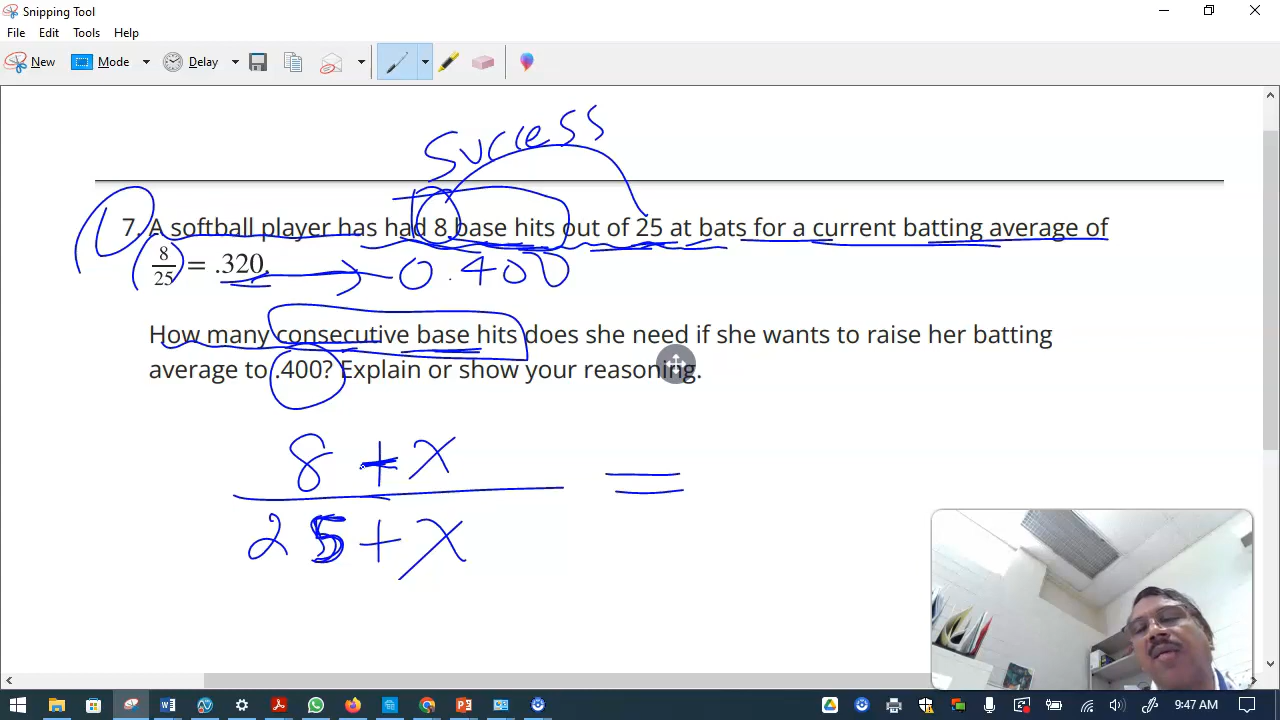 Snipping Tool
File Edit Tools Help
New Mode Delay
Sucess
7. A softball player has had 8 base hits out of 25 at bats for a current batting average of
8/25 = .320. → 0.400
How many consecutive base hits does she need if she wants to raise her batting
average to .400? Explain or show your reasoning.
8 + x
25 + x
=
9:47 AM